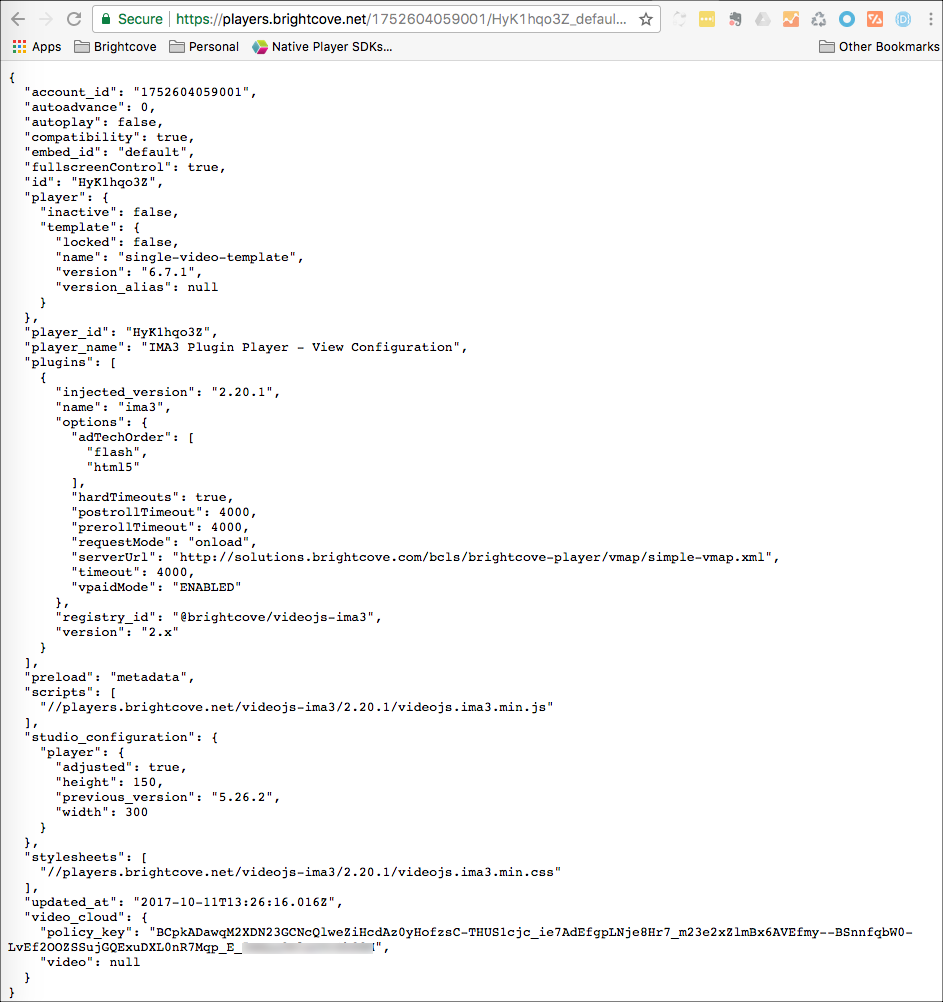 Secure https://players.brightcove.net/1752604059001/HyK1hqo3Z_defaul...
Apps Brightcove Personal Native Player SDKs... Other Bookmarks
{
"account_id": "1752604059001",
"autoadvance": 0,
"autoplay": false,
"compatibility": true,
"embed_id": "default",
"fullscreenControl": true,
"id": "HyK1hqo3Z",
"player": {
"inactive": false,
"template": {
"locked": false,
"name": "single-video-template",
"version": "6.7.1",
"version_alias": null
}
},
"player_id": "HyK1hqo3Z",
"player_name": "IMA3 Plugin Player - View Configuration",
"plugins": [
{
"injected_version": "2.20.1",
"name": "ima3",
"options": {
"adTechOrder": [
"flash",
"html5"
],
"hardTimeouts": true,
"postrollTimeout": 4000,
"prerollTimeout": 4000,
"requestMode": "onload",
"serverUrl": "http://solutions.brightcove.com/bcls/brightcove-player/vmap/simple-vmap.xml",
"timeout": 4000,
"vpaidMode": "ENABLED"
},
"registry_id": "@brightcove/videojs-ima3",
"version": "2.x"
}
],
"preload": "metadata",
"scripts": [
"//players.brightcove.net/videojs-ima3/2.20.1/videojs.ima3.min.js"
],
"studio_configuration": {
"player": {
"adjusted": true,
"height": 150,
"previous_version": "5.26.2",
"width": 300
}
},
"stylesheets": [
"//players.brightcove.net/videojs-ima3/2.20.1/videojs.ima3.min.css"
],
"updated_at": "2017-10-11T13:26:16.016Z",
"video_cloud": {
"policy_key": "BCpkADawqM2XDN23GCNcQlweZiHcdAz0yHofzsC-THUS1cjc_ie7AdEfgpLNje8Hr7_m23e2xZlmBx6AVEfmy--BSnnfqbW0-
LvEf2OOZSSujGQExuDXL0nR7Mqp_E_ ",
"video": null
}
}